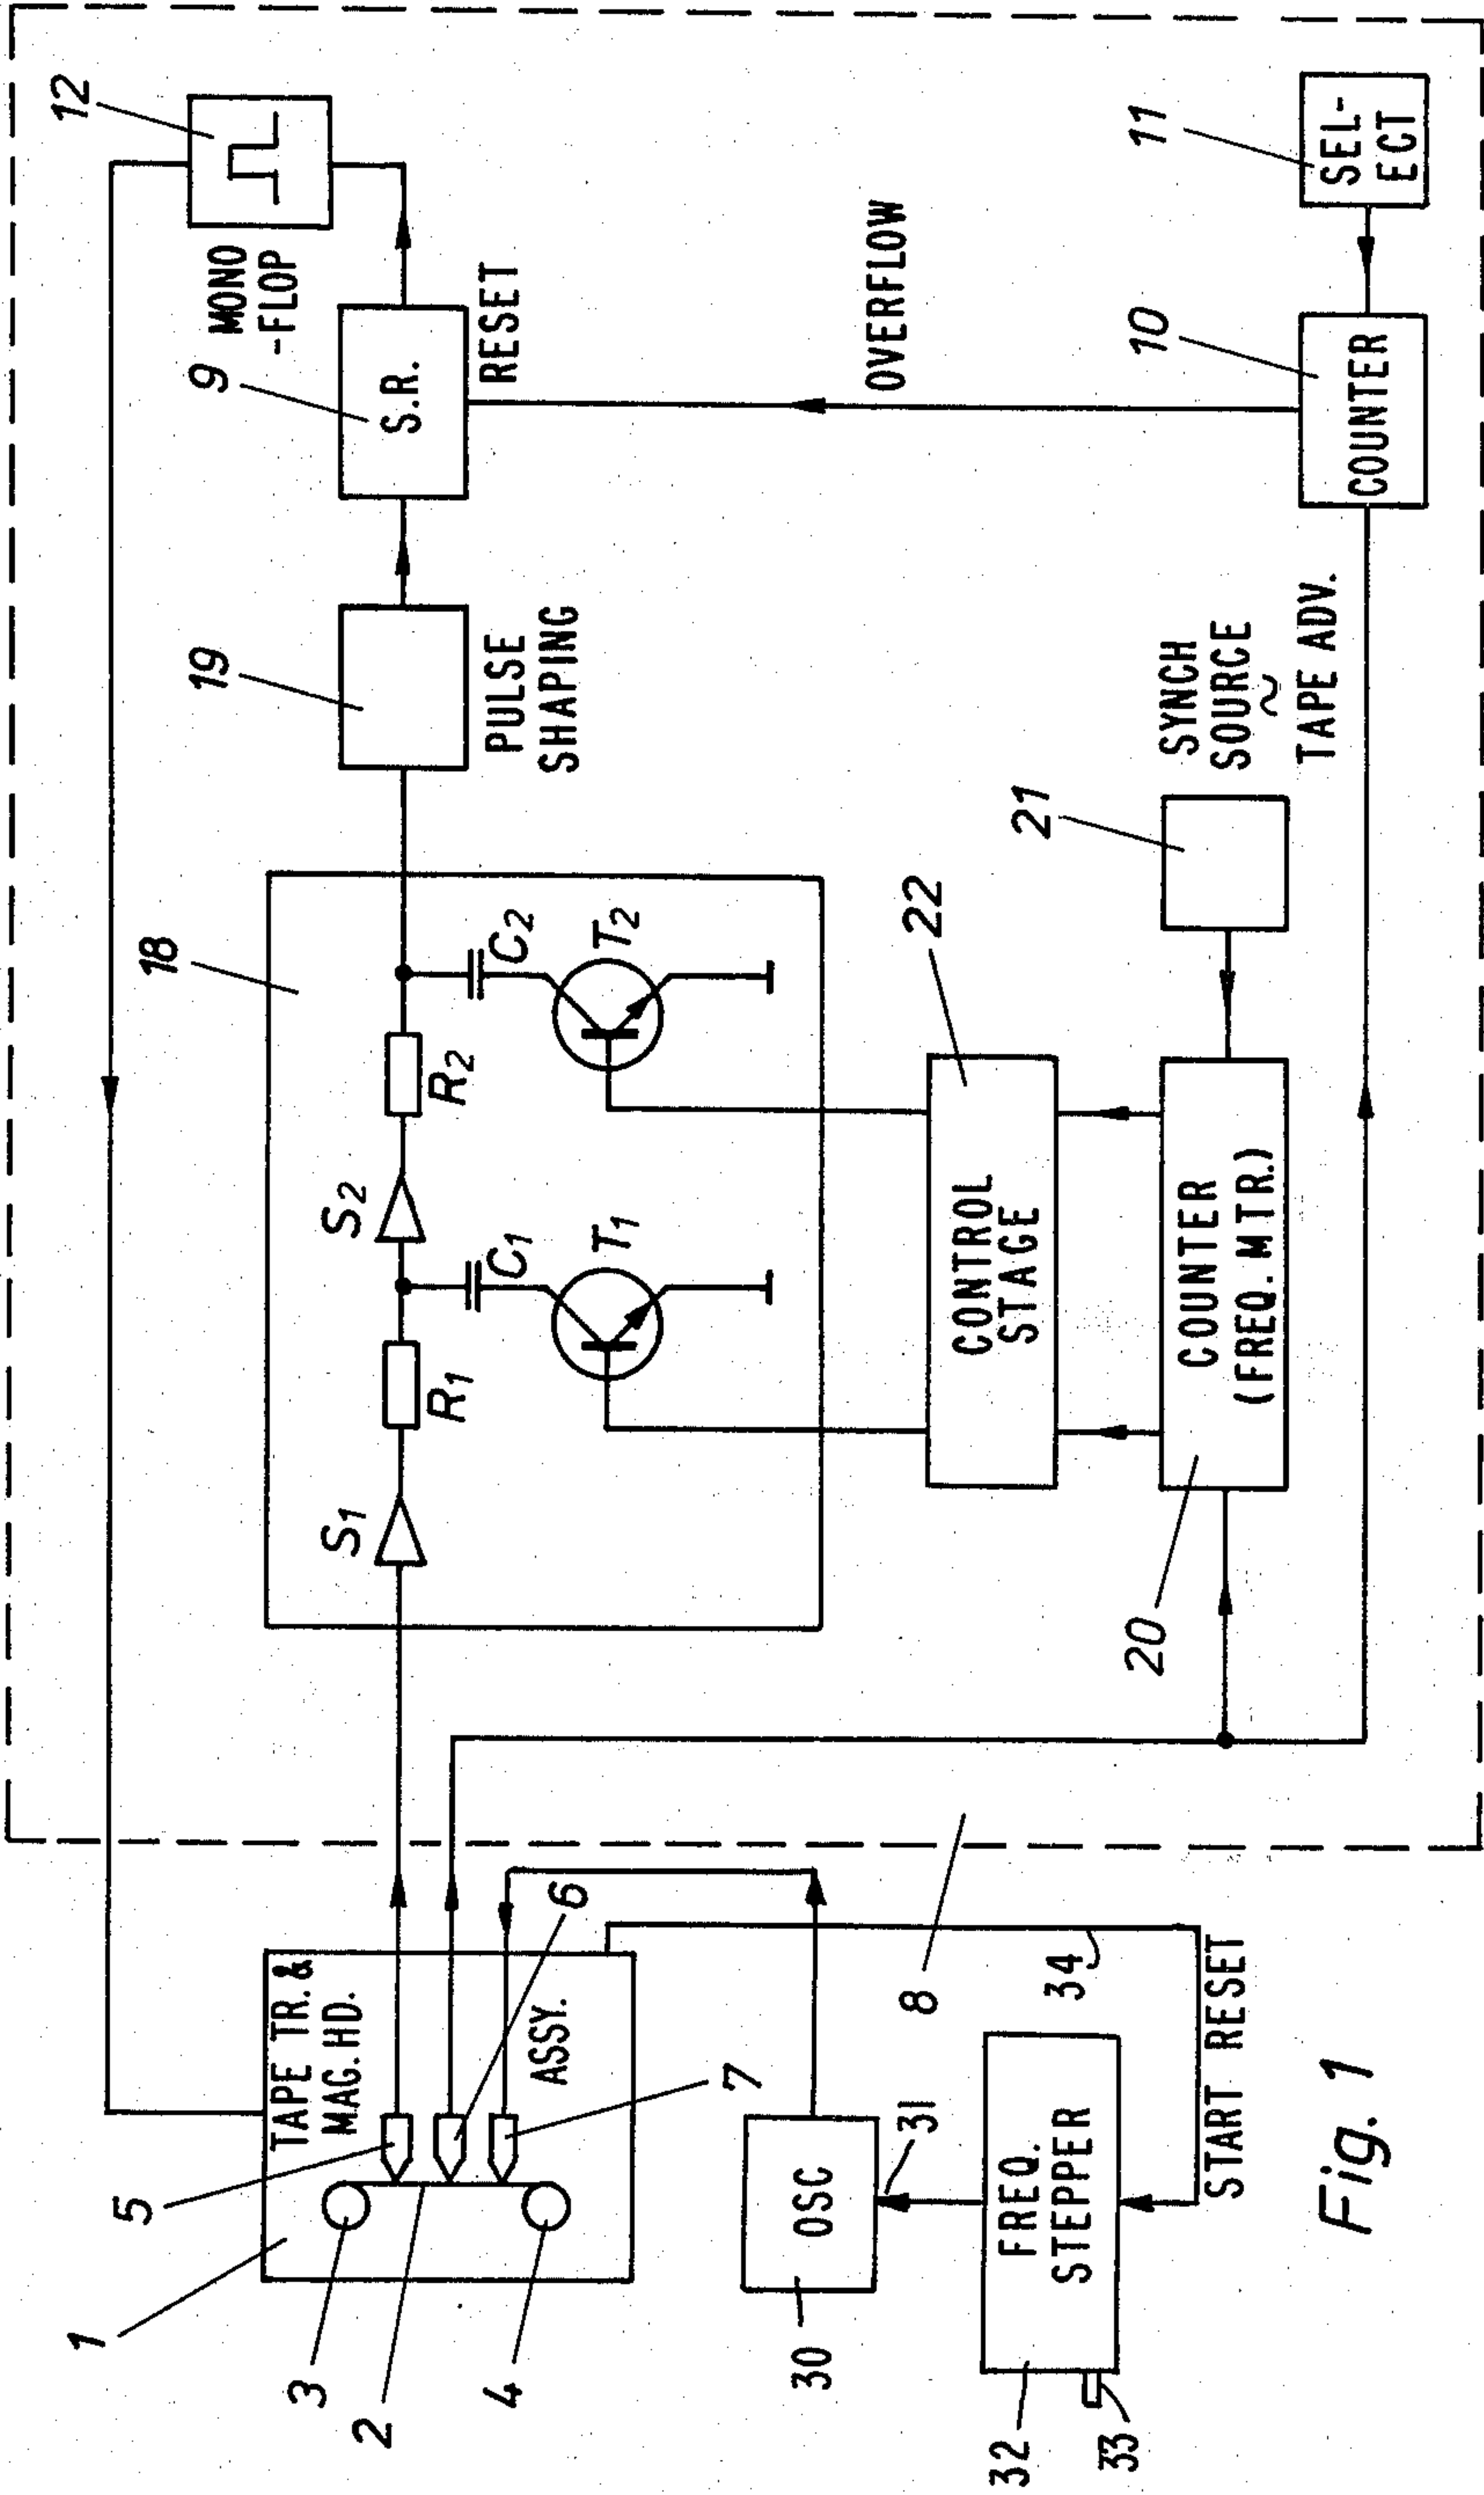 12
MONO
-FLOP
9
S.R.
RESET
OVERFLOW
11
SEL-
ECT
10
COUNTER
19
PULSE
SHAPING
SYNCH
SOURCE
~
TAPE ADV.
21
18
S1
R1
C1
T1
S2
R2
C2
T2
22
CONTROL
STAGE
COUNTER
(FREQ. MTR.)
20
TAPE TR. &
MAG. HD.
ASSY.
1
3
2
4
5
6
7
8
OSC
30
31
FREQ.
STEPPER
32
33
34
START RESET
Fig. 1